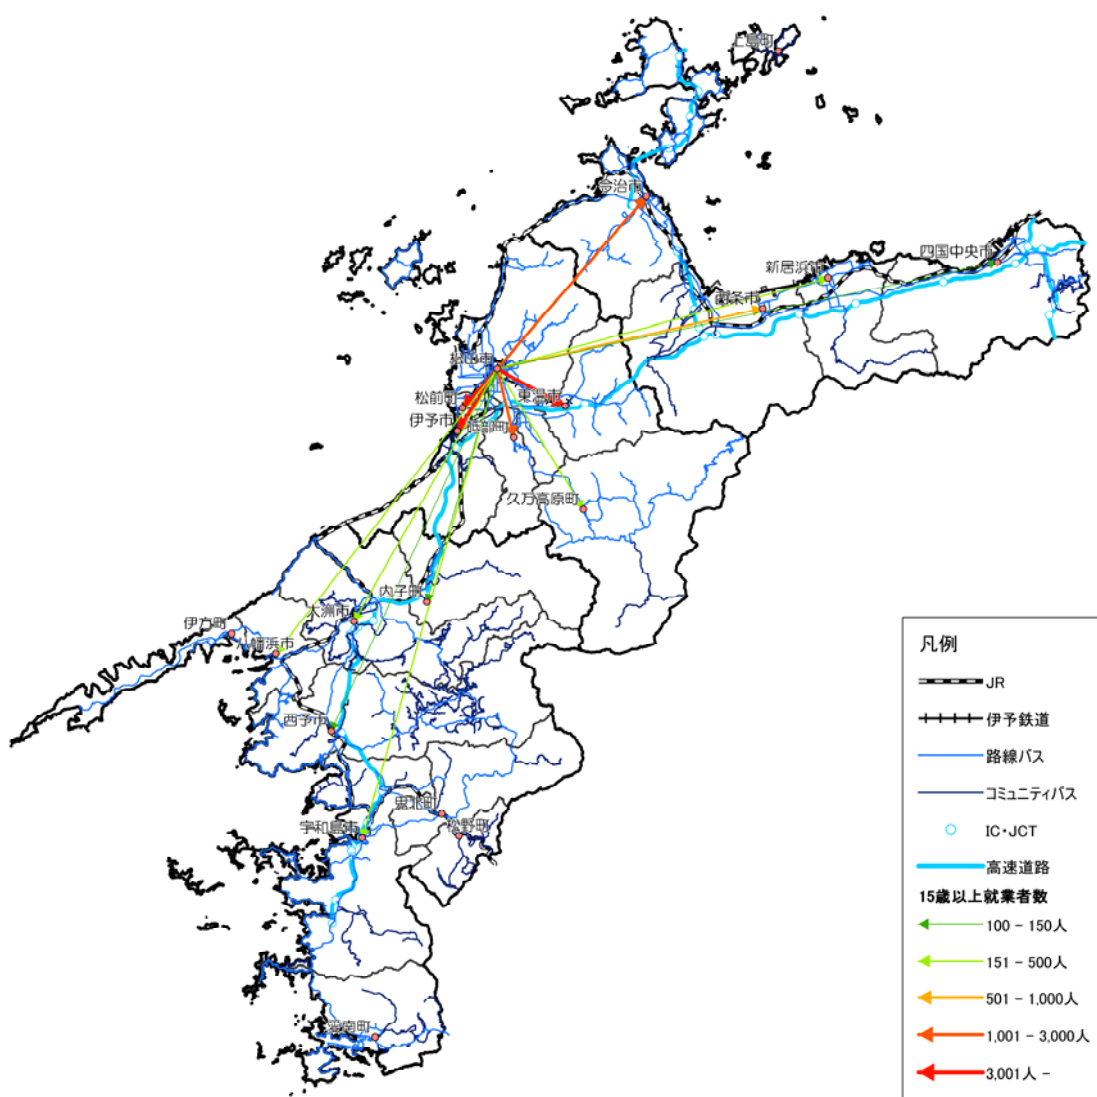 上島町
今治市
四国中央市
新居浜市
西条市
松山市
松前町
東温市
伊予市
砥部町
久万高原町
内子町
大洲市
伊方町
八幡浜市
西予市
鬼北町
宇和島市
松野町
愛南町
凡例
JR
伊予鉄道
路線バス
コミュニティバス
IC・JCT
高速道路
15歳以上就業者数
100 - 150人
151 - 500人
501 - 1,000人
1,001 - 3,000人
3,001人 -